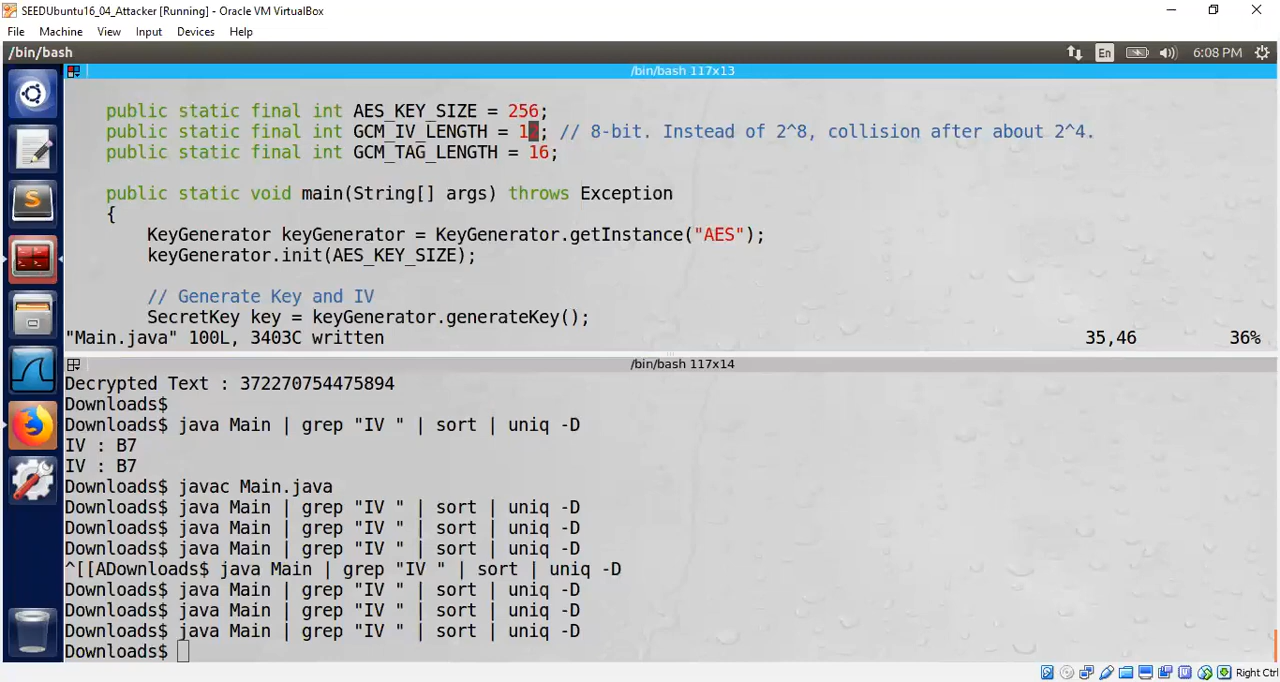 SEEDUbuntu16_04_Attacker [Running] - Oracle VM VirtualBox
File Machine View Input Devices Help
/bin/bash En 6:08 PM
/bin/bash 117x13
public static final int AES_KEY_SIZE = 256;
public static final int GCM_IV_LENGTH = 12; // 8-bit. Instead of 2^8, collision after about 2^4.
public static final int GCM_TAG_LENGTH = 16;
public static void main(String[] args) throws Exception
{
KeyGenerator keyGenerator = KeyGenerator.getInstance("AES");
keyGenerator.init(AES_KEY_SIZE);
// Generate Key and IV
SecretKey key = keyGenerator.generateKey();
"Main.java" 100L, 3403C written 35,46 36%
/bin/bash 117x14
Decrypted Text : 372270754475894
Downloads$
Downloads$ java Main | grep "IV " | sort | uniq -D
IV : B7
IV : B7
Downloads$ javac Main.java
Downloads$ java Main | grep "IV " | sort | uniq -D
Downloads$ java Main | grep "IV " | sort | uniq -D
Downloads$ java Main | grep "IV " | sort | uniq -D
^[[ADownloads$ java Main | grep "IV " | sort | uniq -D
Downloads$ java Main | grep "IV " | sort | uniq -D
Downloads$ java Main | grep "IV " | sort | uniq -D
Downloads$ java Main | grep "IV " | sort | uniq -D
Downloads$
Right Ctrl